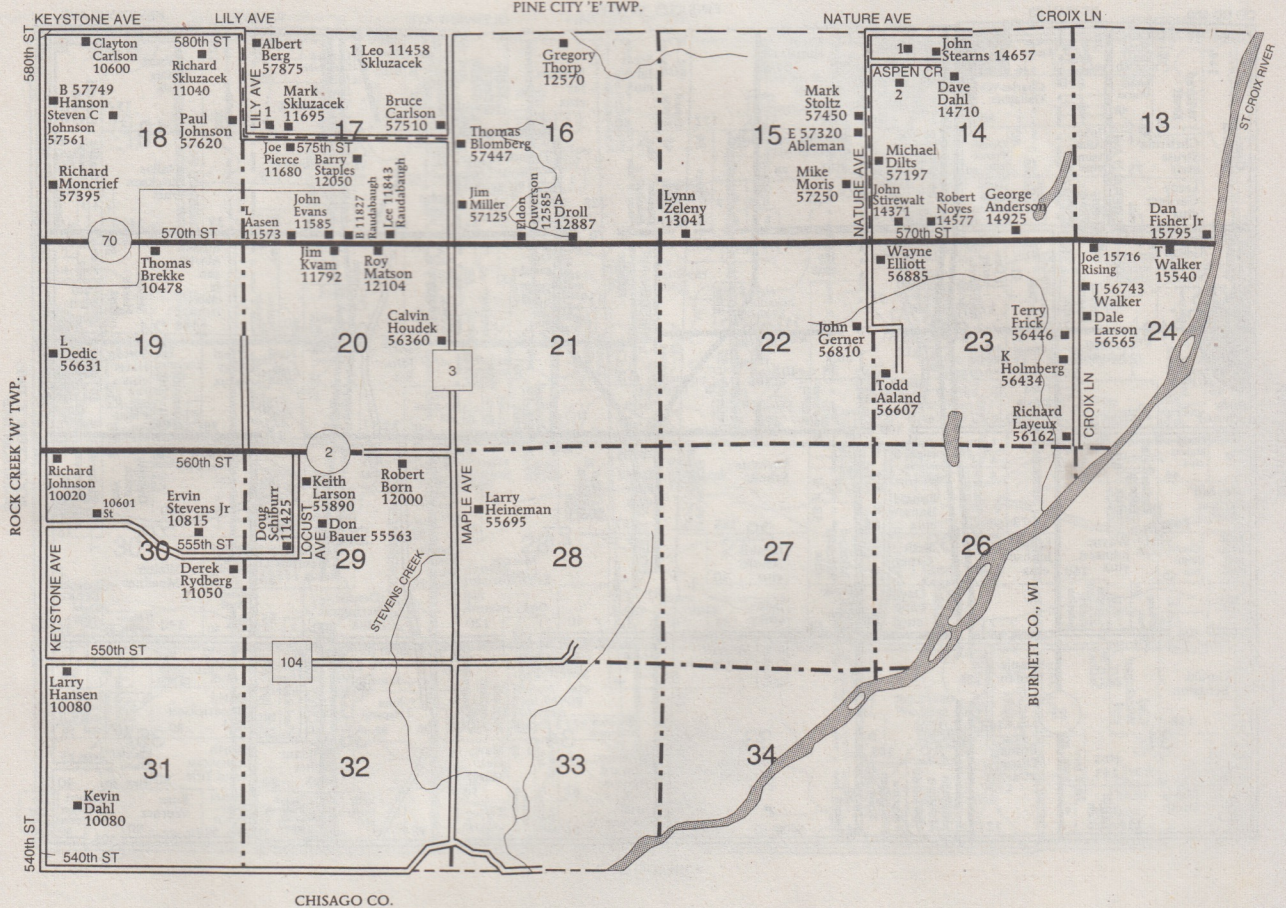 PINE CITY 'E' TWP.
KEYSTONE AVE
LILY AVE
NATURE AVE
CROIX LN
580th ST
580th ST
Clayton
Carlson
10600
Richard
Skluzacek
11040
B 57749
Hanson
Steven C
Johnson
57561
18
Paul
Johnson
57620
Richard
Moncrief
57395
Albert
Berg
57875
1 Leo 11458
Skluzacek
LILY AVE
1
Mark
Skluzacek
11695
Bruce
Carlson
57510
17
575th ST
Joe
Pierce
11680
Barry
Staples
12050
L
Aasen
11573
John
Evans
11585
B 11827
Raudabaugh
Lee 11843
Raudabaugh
Gregory
Thorp
12570
Thomas
Blomberg
57447
16
Jim
Miller
57125
Eldon
Ouverson
12585
A
Droll
12887
Lynn
Zeleny
13041
Mark
Stoltz
57450
15
E 57320
Ableman
Mike
Moris
57250
NATURE AVE
1
John
Stearns 14657
ASPEN CR
2
Dave
Dahl
14710
14
Michael
Dilts
57197
John
Stirewalt
14371
Robert
Noyes
14577
George
Anderson
14925
13
Dan
Fisher Jr
15795
ST CROIX RIVER
70
570th ST
570th ST
Thomas
Brekke
10478
Jim
Kvam
11792
Roy
Matson
12104
Calvin
Houdek
56360
L
Dedic
56631
19
20
3
21
22
John
Gerner
56810
Wayne
Elliott
56885
Todd
Aaland
56607
23
Terry
Frick
56446
K
Holmberg
56434
Richard
Layeux
56162
Joe 15716
Rising
T
Walker
15540
J 56743
Walker
Dale
Larson
56565
24
CROIX LN
ROCK CREEK 'W' TWP.
560th ST
2
Richard
Johnson
10020
10601
St
Ervin
Stevens Jr
10815
555th ST
30
Derek
Rydberg
11050
Doug
Schiburr
11425
LOCUST
AVE
Keith
Larson
55890
Don
Bauer 55563
29
Robert
Born
12000
STEVENS CREEK
MAPLE AVE
Larry
Heineman
55695
28
27
26
BURNETT CO., WI
KEYSTONE AVE
550th ST
104
Larry
Hansen
10080
31
Kevin
Dahl
10080
32
33
34
540th ST
540th ST
CHISAGO CO.